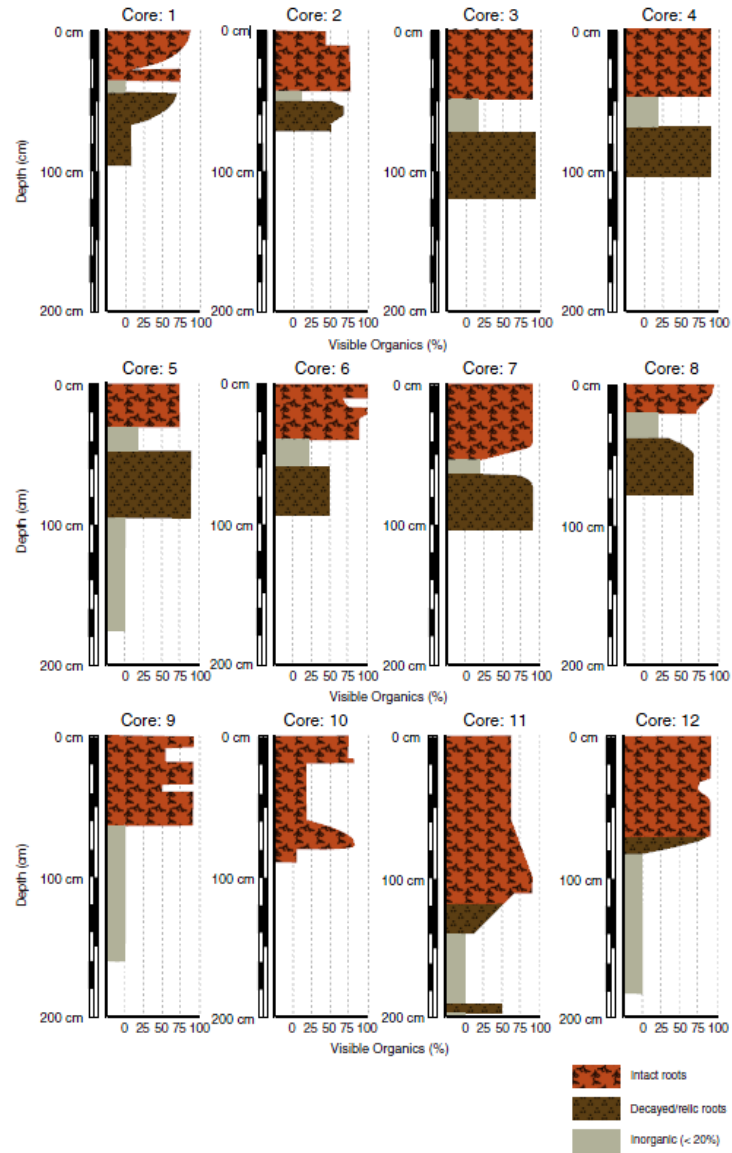 Core: 1 Core: 2 Core: 3 Core: 4
0 cm 0 cm 0 cm 0 cm
Depth (cm)
100 cm 100 cm 100 cm 100 cm
200 cm 200 cm 200 cm 200 cm
0 25 50 75 100 0 25 50 75 100 0 25 50 75 100 0 25 50 75 100
Visible Organics (%)
Core: 5 Core: 6 Core: 7 Core: 8
0 cm 0 cm 0 cm 0 cm
Depth (cm)
100 cm 100 cm 100 cm 100 cm
200 cm 200 cm 200 cm 200 cm
0 25 50 75 100 0 25 50 75 100 0 25 50 75 100 0 25 50 75 100
Visible Organics (%)
Core: 9 Core: 10 Core: 11 Core: 12
0 cm 0 cm 0 cm 0 cm
Depth (cm)
100 cm 100 cm 100 cm 100 cm
200 cm 200 cm 200 cm 200 cm
0 25 50 75 100 0 25 50 75 100 0 25 50 75 100 0 25 50 75 100
Visible Organics (%)
Intact roots
Decayed/relic roots
Inorganic (< 20%)